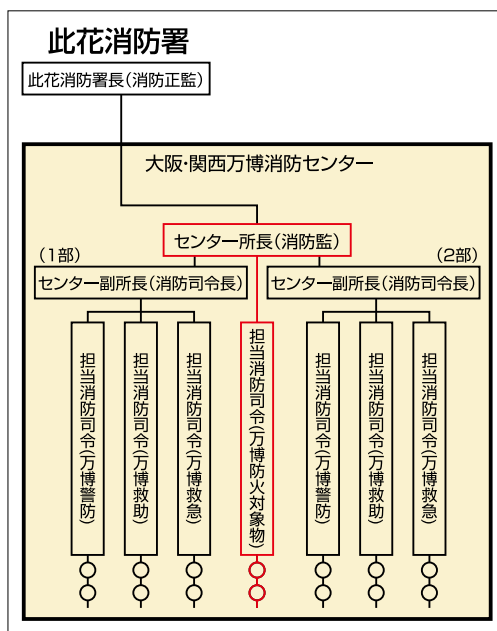 此花消防署
此花消防署長(消防正監)
大阪・関西万博消防センター
センター所長(消防監)
(1部)
(2部)
センター副所長(消防司令長)
センター副所長(消防司令長)
担当消防司令(万博警防)
担当消防司令(万博救助)
担当消防司令(万博救急)
担当消防司令(万博防火対象物)
担当消防司令(万博警防)
担当消防司令(万博救助)
担当消防司令(万博救急)